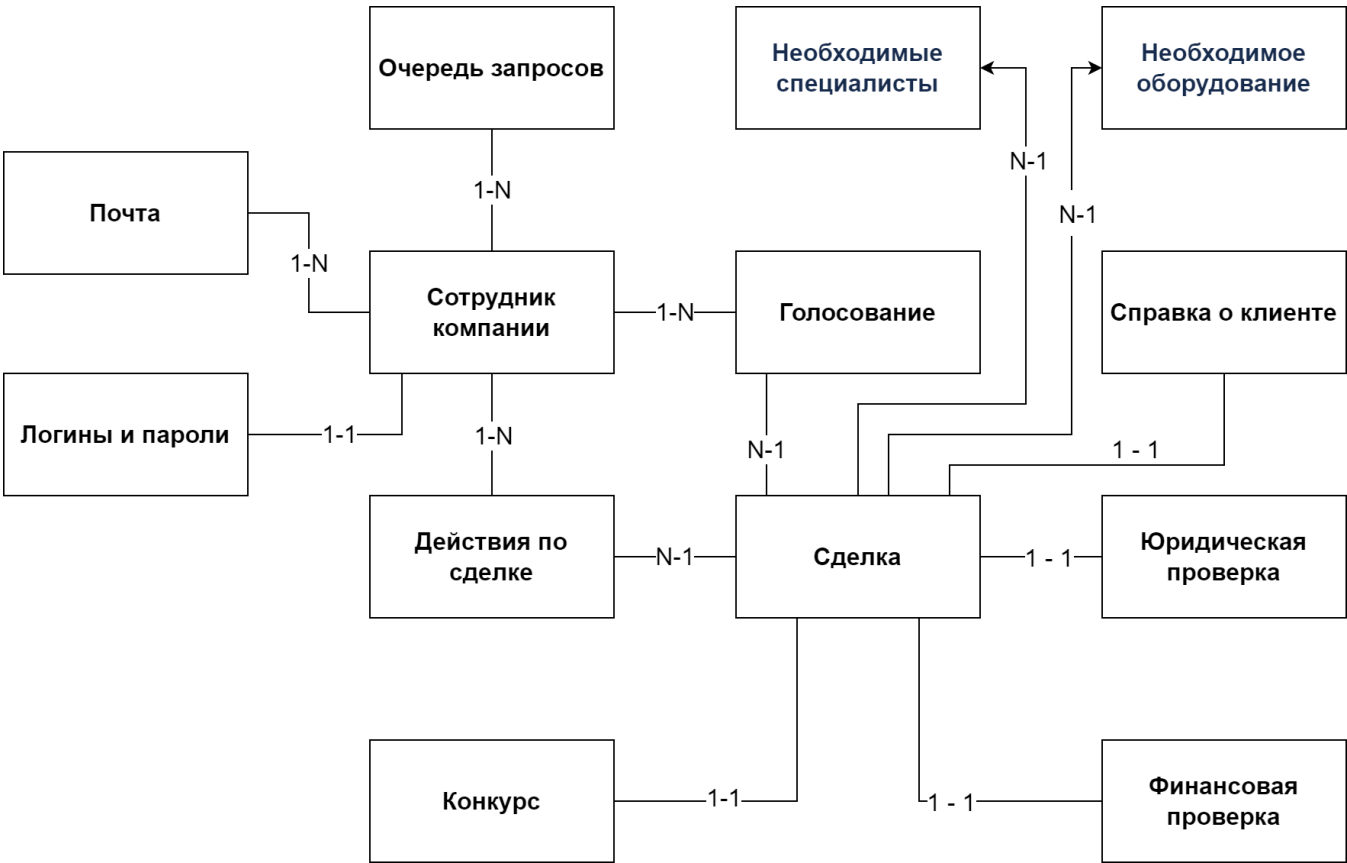 Очередь запросов
Необходимые
специалисты
Необходимое
оборудование
N-1
Почта
1-N
N-1
1-N
Сотрудник
компании
1-N
Голосование
Справка о клиенте
Логины и пароли
1-1
1-N
N-1
1 - 1
Действия по
сделке
N-1
Сделка
1 - 1
Юридическая
проверка
Конкурс
1-1
1 - 1
Финансовая
проверка